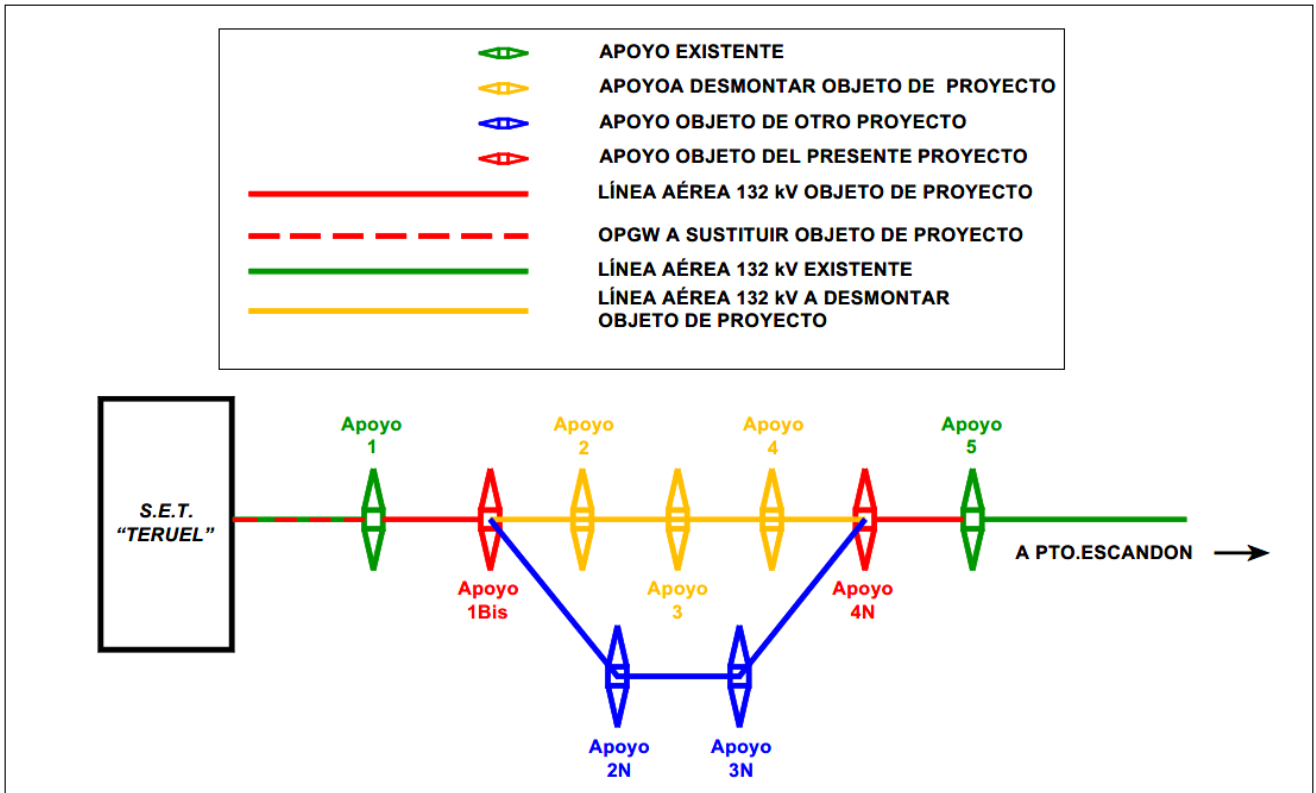 APOYO EXISTENTE
APOYOA DESMONTAR OBJETO DE PROYECTO
APOYO OBJETO DE OTRO PROYECTO
APOYO OBJETO DEL PRESENTE PROYECTO
LÍNEA AÉREA 132 kV OBJETO DE PROYECTO
OPGW A SUSTITUIR OBJETO DE PROYECTO
LÍNEA AÉREA 132 kV EXISTENTE
LÍNEA AÉREA 132 kV A DESMONTAR
OBJETO DE PROYECTO
S.E.T.
“TERUEL”
Apoyo
1
Apoyo
1Bis
Apoyo
2
Apoyo
3
Apoyo
4
Apoyo
4N
Apoyo
5
A PTO.ESCANDON
Apoyo
2N
Apoyo
3N